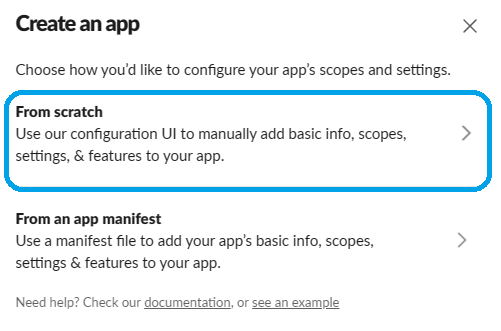 Create an app
Choose how you'd like to configure your app's scopes and settings.
From scratch
Use our configuration UI to manually add basic info, scopes,
settings, & features to your app.
From an app manifest
Use a manifest file to add your app's basic info, scopes,
settings & features to your app.
Need help? Check our documentation, or see an example